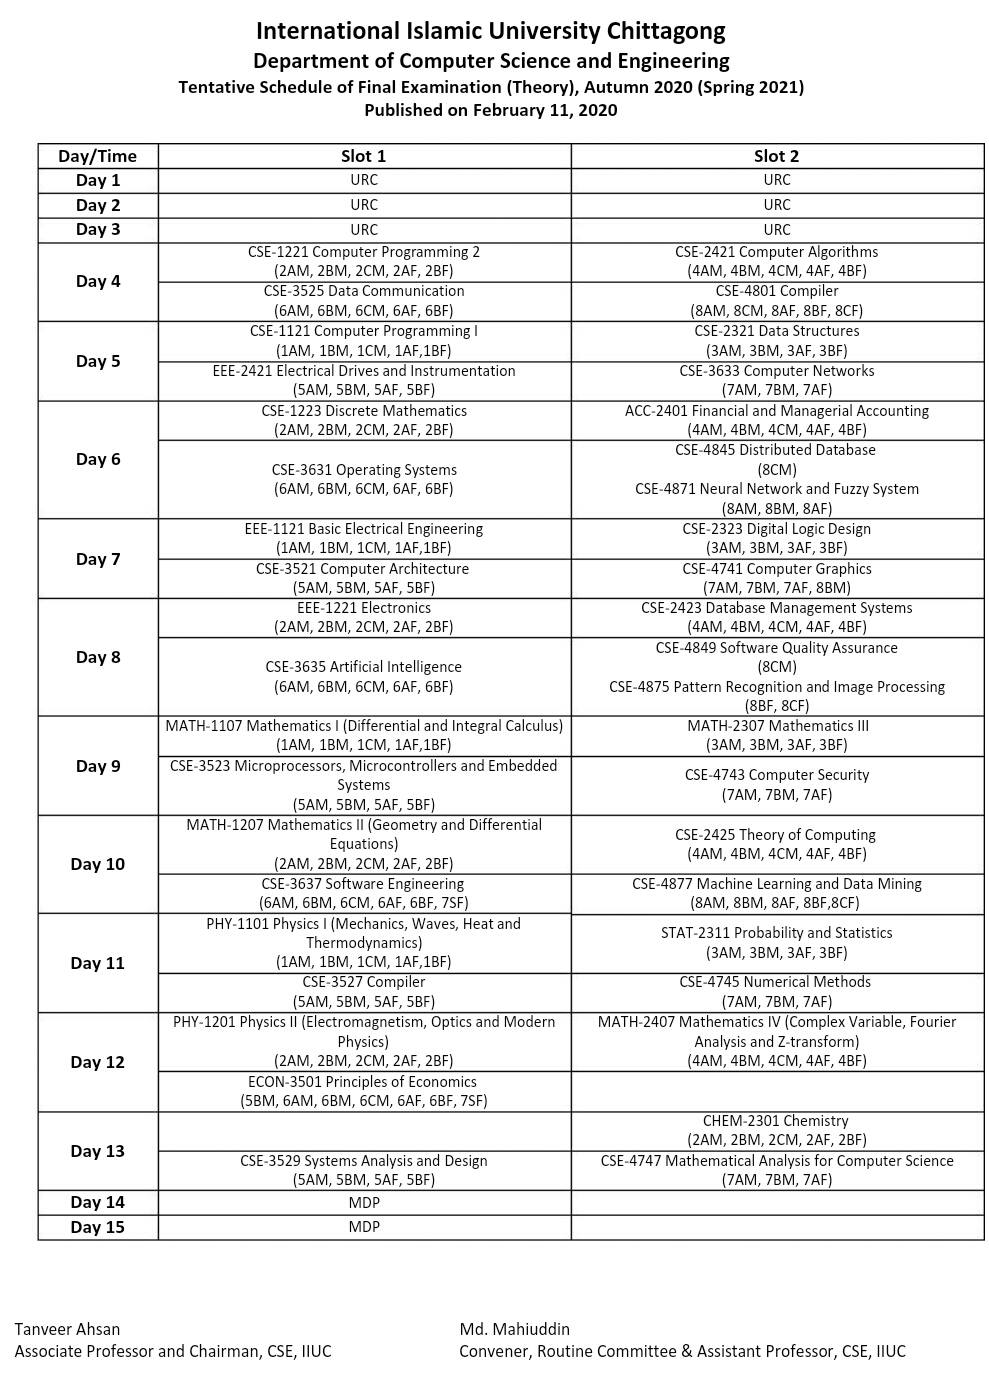 International Islamic University Chittagong
Department of Computer Science and Engineering
Tentative Schedule of Final Examination (Theory), Autumn 2020 (Spring 2021)
Published on February 11, 2020
Day/Time Slot 1 Slot 2
Day 1 URC URC
Day 2 URC URC
Day 3 URC URC
Day 4
CSE-1221 Computer Programming 2
(2AM, 2BM, 2CM, 2AF, 2BF)
CSE-2421 Computer Algorithms
(4AM, 4BM, 4CM, 4AF, 4BF)
CSE-3525 Data Communication
(6AM, 6BM, 6CM, 6AF, 6BF)
CSE-4801 Compiler
(8AM, 8CM, 8AF, 8BF, 8CF)
Day 5
CSE-1121 Computer Programming I
(1AM, 1BM, 1CM, 1AF,1BF)
CSE-2321 Data Structures
(3AM, 3BM, 3AF, 3BF)
EEE-2421 Electrical Drives and Instrumentation
(5AM, 5BM, 5AF, 5BF)
CSE-3633 Computer Networks
(7AM, 7BM, 7AF)
Day 6
CSE-1223 Discrete Mathematics
(2AM, 2BM, 2CM, 2AF, 2BF)
ACC-2401 Financial and Managerial Accounting
(4AM, 4BM, 4CM, 4AF, 4BF)
CSE-3631 Operating Systems
(6AM, 6BM, 6CM, 6AF, 6BF)
CSE-4845 Distributed Database
(8CM)
CSE-4871 Neural Network and Fuzzy System
(8AM, 8BM, 8AF)
Day 7
EEE-1121 Basic Electrical Engineering
(1AM, 1BM, 1CM, 1AF,1BF)
CSE-2323 Digital Logic Design
(3AM, 3BM, 3AF, 3BF)
CSE-3521 Computer Architecture
(5AM, 5BM, 5AF, 5BF)
CSE-4741 Computer Graphics
(7AM, 7BM, 7AF, 8BM)
Day 8
EEE-1221 Electronics
(2AM, 2BM, 2CM, 2AF, 2BF)
CSE-2423 Database Management Systems
(4AM, 4BM, 4CM, 4AF, 4BF)
CSE-3635 Artificial Intelligence
(6AM, 6BM, 6CM, 6AF, 6BF)
CSE-4849 Software Quality Assurance
(8CM)
CSE-4875 Pattern Recognition and Image Processing
(8BF, 8CF)
Day 9
MATH-1107 Mathematics I (Differential and Integral Calculus)
(1AM, 1BM, 1CM, 1AF,1BF)
MATH-2307 Mathematics III
(3AM, 3BM, 3AF, 3BF)
CSE-3523 Microprocessors, Microcontrollers and Embedded
Systems
(5AM, 5BM, 5AF, 5BF)
CSE-4743 Computer Security
(7AM, 7BM, 7AF)
Day 10
MATH-1207 Mathematics II (Geometry and Differential
Equations)
(2AM, 2BM, 2CM, 2AF, 2BF)
CSE-2425 Theory of Computing
(4AM, 4BM, 4CM, 4AF, 4BF)
CSE-3637 Software Engineering
(6AM, 6BM, 6CM, 6AF, 6BF, 7SF)
CSE-4877 Machine Learning and Data Mining
(8AM, 8BM, 8AF, 8BF,8CF)
Day 11
PHY-1101 Physics I (Mechanics, Waves, Heat and
Thermodynamics)
(1AM, 1BM, 1CM, 1AF,1BF)
STAT-2311 Probability and Statistics
(3AM, 3BM, 3AF, 3BF)
CSE-3527 Compiler
(5AM, 5BM, 5AF, 5BF)
CSE-4745 Numerical Methods
(7AM, 7BM, 7AF)
Day 12
PHY-1201 Physics II (Electromagnetism, Optics and Modern
Physics)
(2AM, 2BM, 2CM, 2AF, 2BF)
MATH-2407 Mathematics IV (Complex Variable, Fourier
Analysis and Z-transform)
(4AM, 4BM, 4CM, 4AF, 4BF)
ECON-3501 Principles of Economics
(5BM, 6AM, 6BM, 6CM, 6AF, 6BF, 7SF)
Day 13
CHEM-2301 Chemistry
(2AM, 2BM, 2CM, 2AF, 2BF)
CSE-3529 Systems Analysis and Design
(5AM, 5BM, 5AF, 5BF)
CSE-4747 Mathematical Analysis for Computer Science
(7AM, 7BM, 7AF)
Day 14 MDP
Day 15 MDP
Tanveer Ahsan
Associate Professor and Chairman, CSE, IIUC
Md. Mahiuddin
Convener, Routine Committee & Assistant Professor, CSE, IIUC